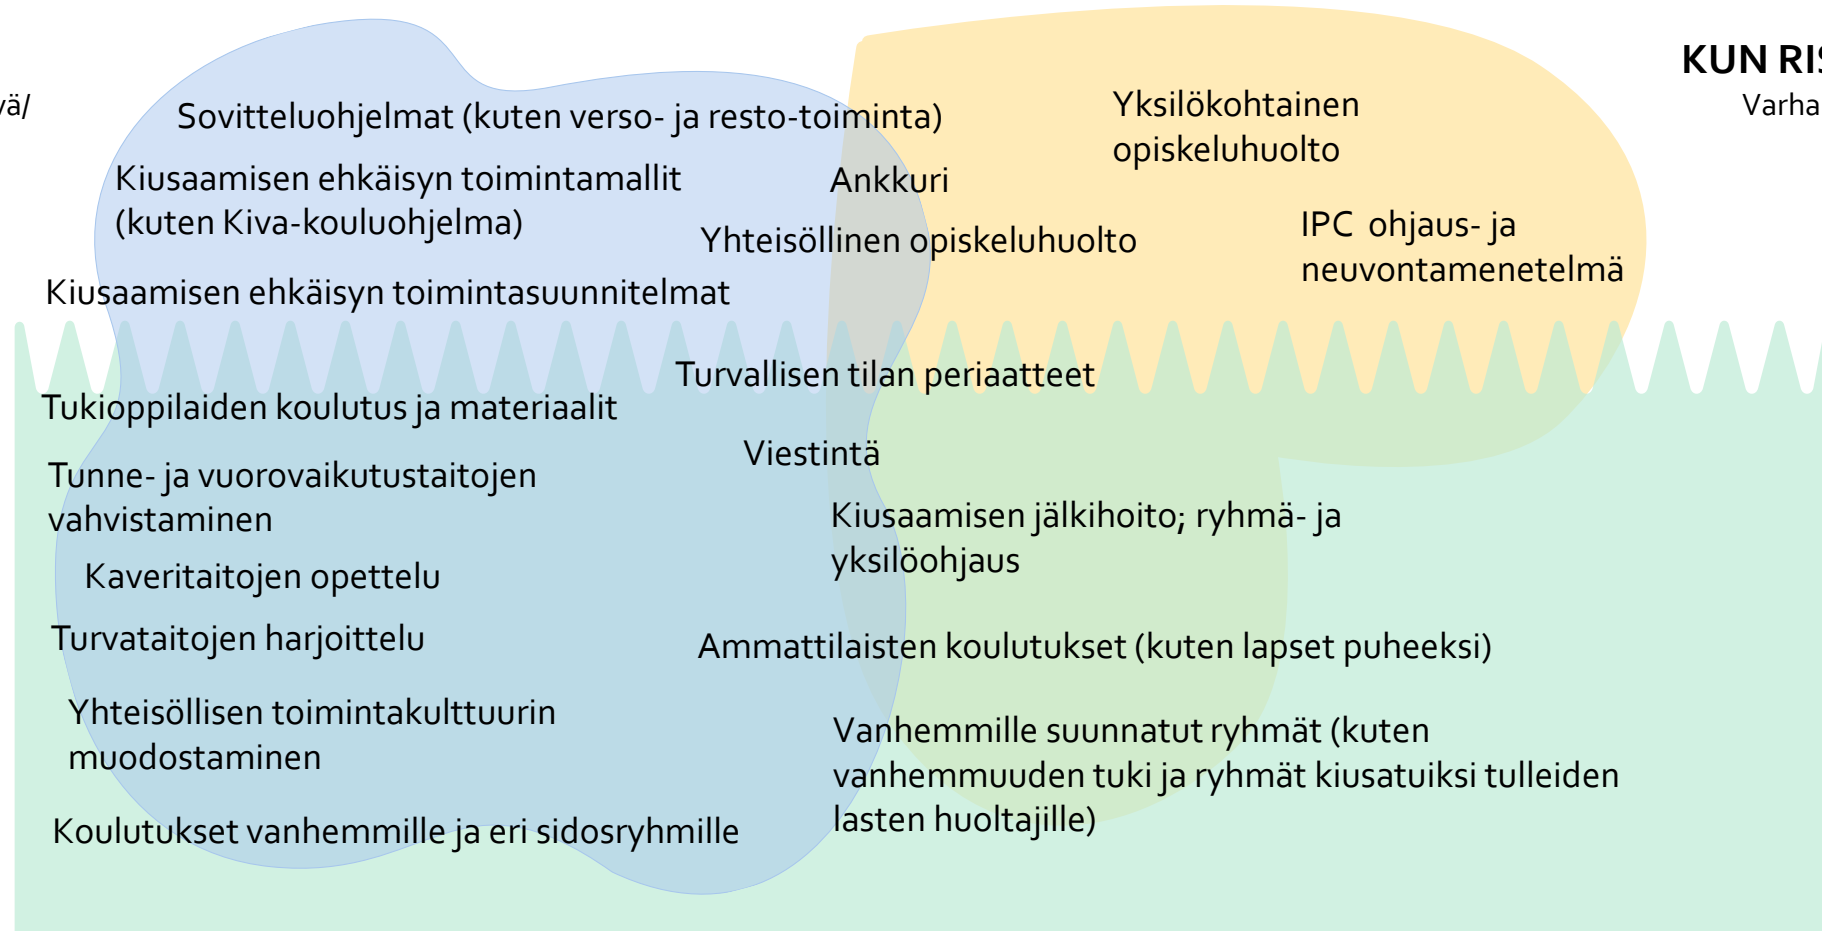 KUN RIS
vä/
Varha
Sovitteluohjelmat (kuten verso- ja resto-toiminta)
Yksilökohtainen
opiskeluhuolto
Kiusaamisen ehkäisyn toimintamallit
(kuten Kiva-kouluohjelma)
Ankkuri
Yhteisöllinen opiskeluhuolto
IPC ohjaus- ja
neuvontamenetelmä
Kiusaamisen ehkäisyn toimintasuunnitelmat
Turvallisen tilan periaatteet
Tukioppilaiden koulutus ja materiaalit
Viestintä
Tunne- ja vuorovaikutustaitojen
vahvistaminen
Kiusaamisen jälkihoito; ryhmä- ja
yksilöohjaus
Kaveritaitojen opettelu
Turvataitojen harjoittelu
Ammattilaisten koulutukset (kuten lapset puheeksi)
Yhteisöllisen toimintakulttuurin
muodostaminen
Vanhemmille suunnatut ryhmät (kuten
vanhemmuuden tuki ja ryhmät kiusatuiksi tulleiden
lasten huoltajille)
Koulutukset vanhemmille ja eri sidosryhmille